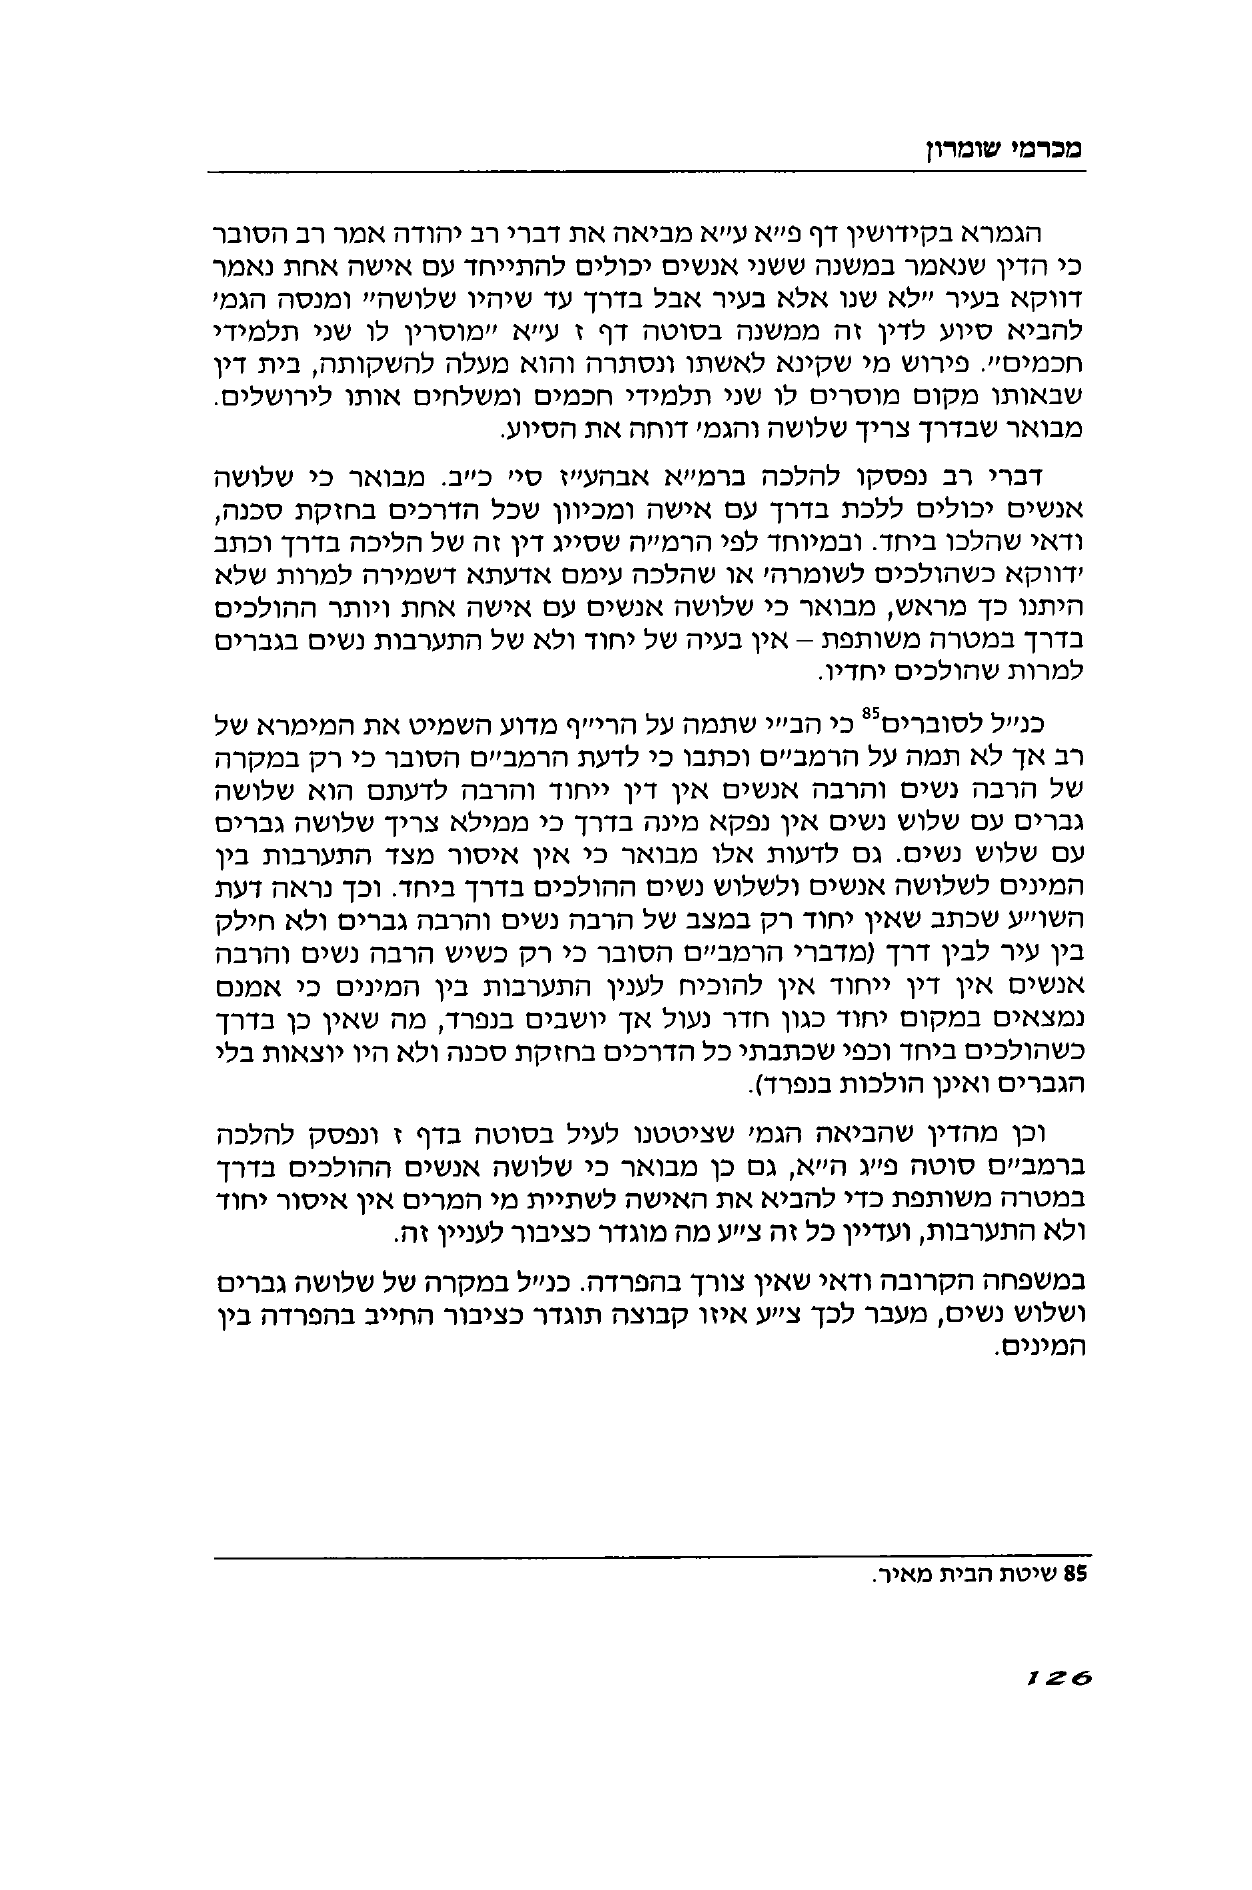 מכרמי שומרון
הגמרא בקידושין דף פ״א ע״א מביאה את דברי רב יהודה אמר רב הסובר
כי הדין שנאמר במשנה ששני אנשים יכולים להתייחד עם אישה אחת נאמר
דווקא בעיר ״לא שנו אלא בעיר אבל בדרך עד שיהיו שלושה״ ומנסה הגמ׳
להביא סיוע לדין זה ממשנה בסוטה דף ז ע״א ״מוסרין לו שני תלמידי
חכמים״. פירוש מי שקינא לאשתו ונסתרה והוא מעלה להשקותה, בית דין
שבאותו מקום מוסרים לו שני תלמידי חכמים ומשלחים אותו לירושלים.
מבואר שבדרך צריך שלושה והגמ׳ דוחה את הסיוע.
דברי רב נפסקו להלכה ברמ״א אבהע״ז סי׳ כ״ב. מבואר כי שלושה
אנשים יכולים ללכת בדרך עם אישה ומכיוון שכל הדרכים בחזקת סכנה,
ודאי שהלכו ביחד. ובמיוחד לפי הרמ״ה שסייג דין זה של הליכה בדרך וכתב
׳דווקא כשהולכים לשומרה׳ או שהלכה עימם אדעתא דשמירה למרות שלא
היתנו כך מראש, מבואר כי שלושה אנשים עם אישה אחת ויותר ההולכים
בדרך במטרה משותפת – אין בעיה של יחוד ולא של התערבות נשים בגברים
למרות שהולכים יחדיו.
כנ״ל לסוברים85 כי הב״י שתמה על הרי״ף מדוע השמיט את המימרא של
רב אך לא תמה על הרמב״ם וכתבו כי לדעת הרמב״ם הסובר כי רק במקרה
של הרבה נשים והרבה אנשים אין דין ייחוד והרבה לדעתם הוא שלושה
גברים עם שלוש נשים אין נפקא מינה בדרך כי ממילא צריך שלושה גברים
עם שלוש נשים. גם לדעות אלו מבואר כי אין איסור מצד התערבות בין
המינים לשלושה אנשים ולשלוש נשים ההולכים בדרך ביחד. וכך נראה דעת
השו״ע שכתב שאין יחוד רק במצב של הרבה נשים והרבה גברים ולא חילק
בין עיר לבין דרך (מדברי הרמב״ם הסובר כי רק כשיש הרבה נשים והרבה
אנשים אין דין ייחוד אין להוכיח לענין התערבות בין המינים כי אמנם
נמצאים במקום יחוד כגון חדר נעול אך יושבים בנפרד, מה שאין כן בדרך
כשהולכים ביחד וכפי שכתבתי כל הדרכים בחזקת סכנה ולא היו יוצאות בלי
הגברים ואינן הולכות בנפרד).
וכן מהדין שהביאה הגמ׳ שציטטנו לעיל בסוטה בדף ז ונפסק להלכה
ברמב״ם סוטה פ״ג ה״א, גם כן מבואר כי שלושה אנשים ההולכים בדרך
במטרה משותפת כדי להביא את האישה לשתיית מי המרים אין איסור יחוד
ולא התערבות, ועדיין כל זה צ״ע מה מוגדר כציבור לעניין זה.
במשפחה הקרובה ודאי שאין צורך בהפרדה. כנ״ל במקרה של שלושה גברים
ושלוש נשים, מעבר לכך צ״ע איזו קבוצה תוגדר כציבור החייב בהפרדה בין
המינים.
85 שיטת הבית מאיר.
126